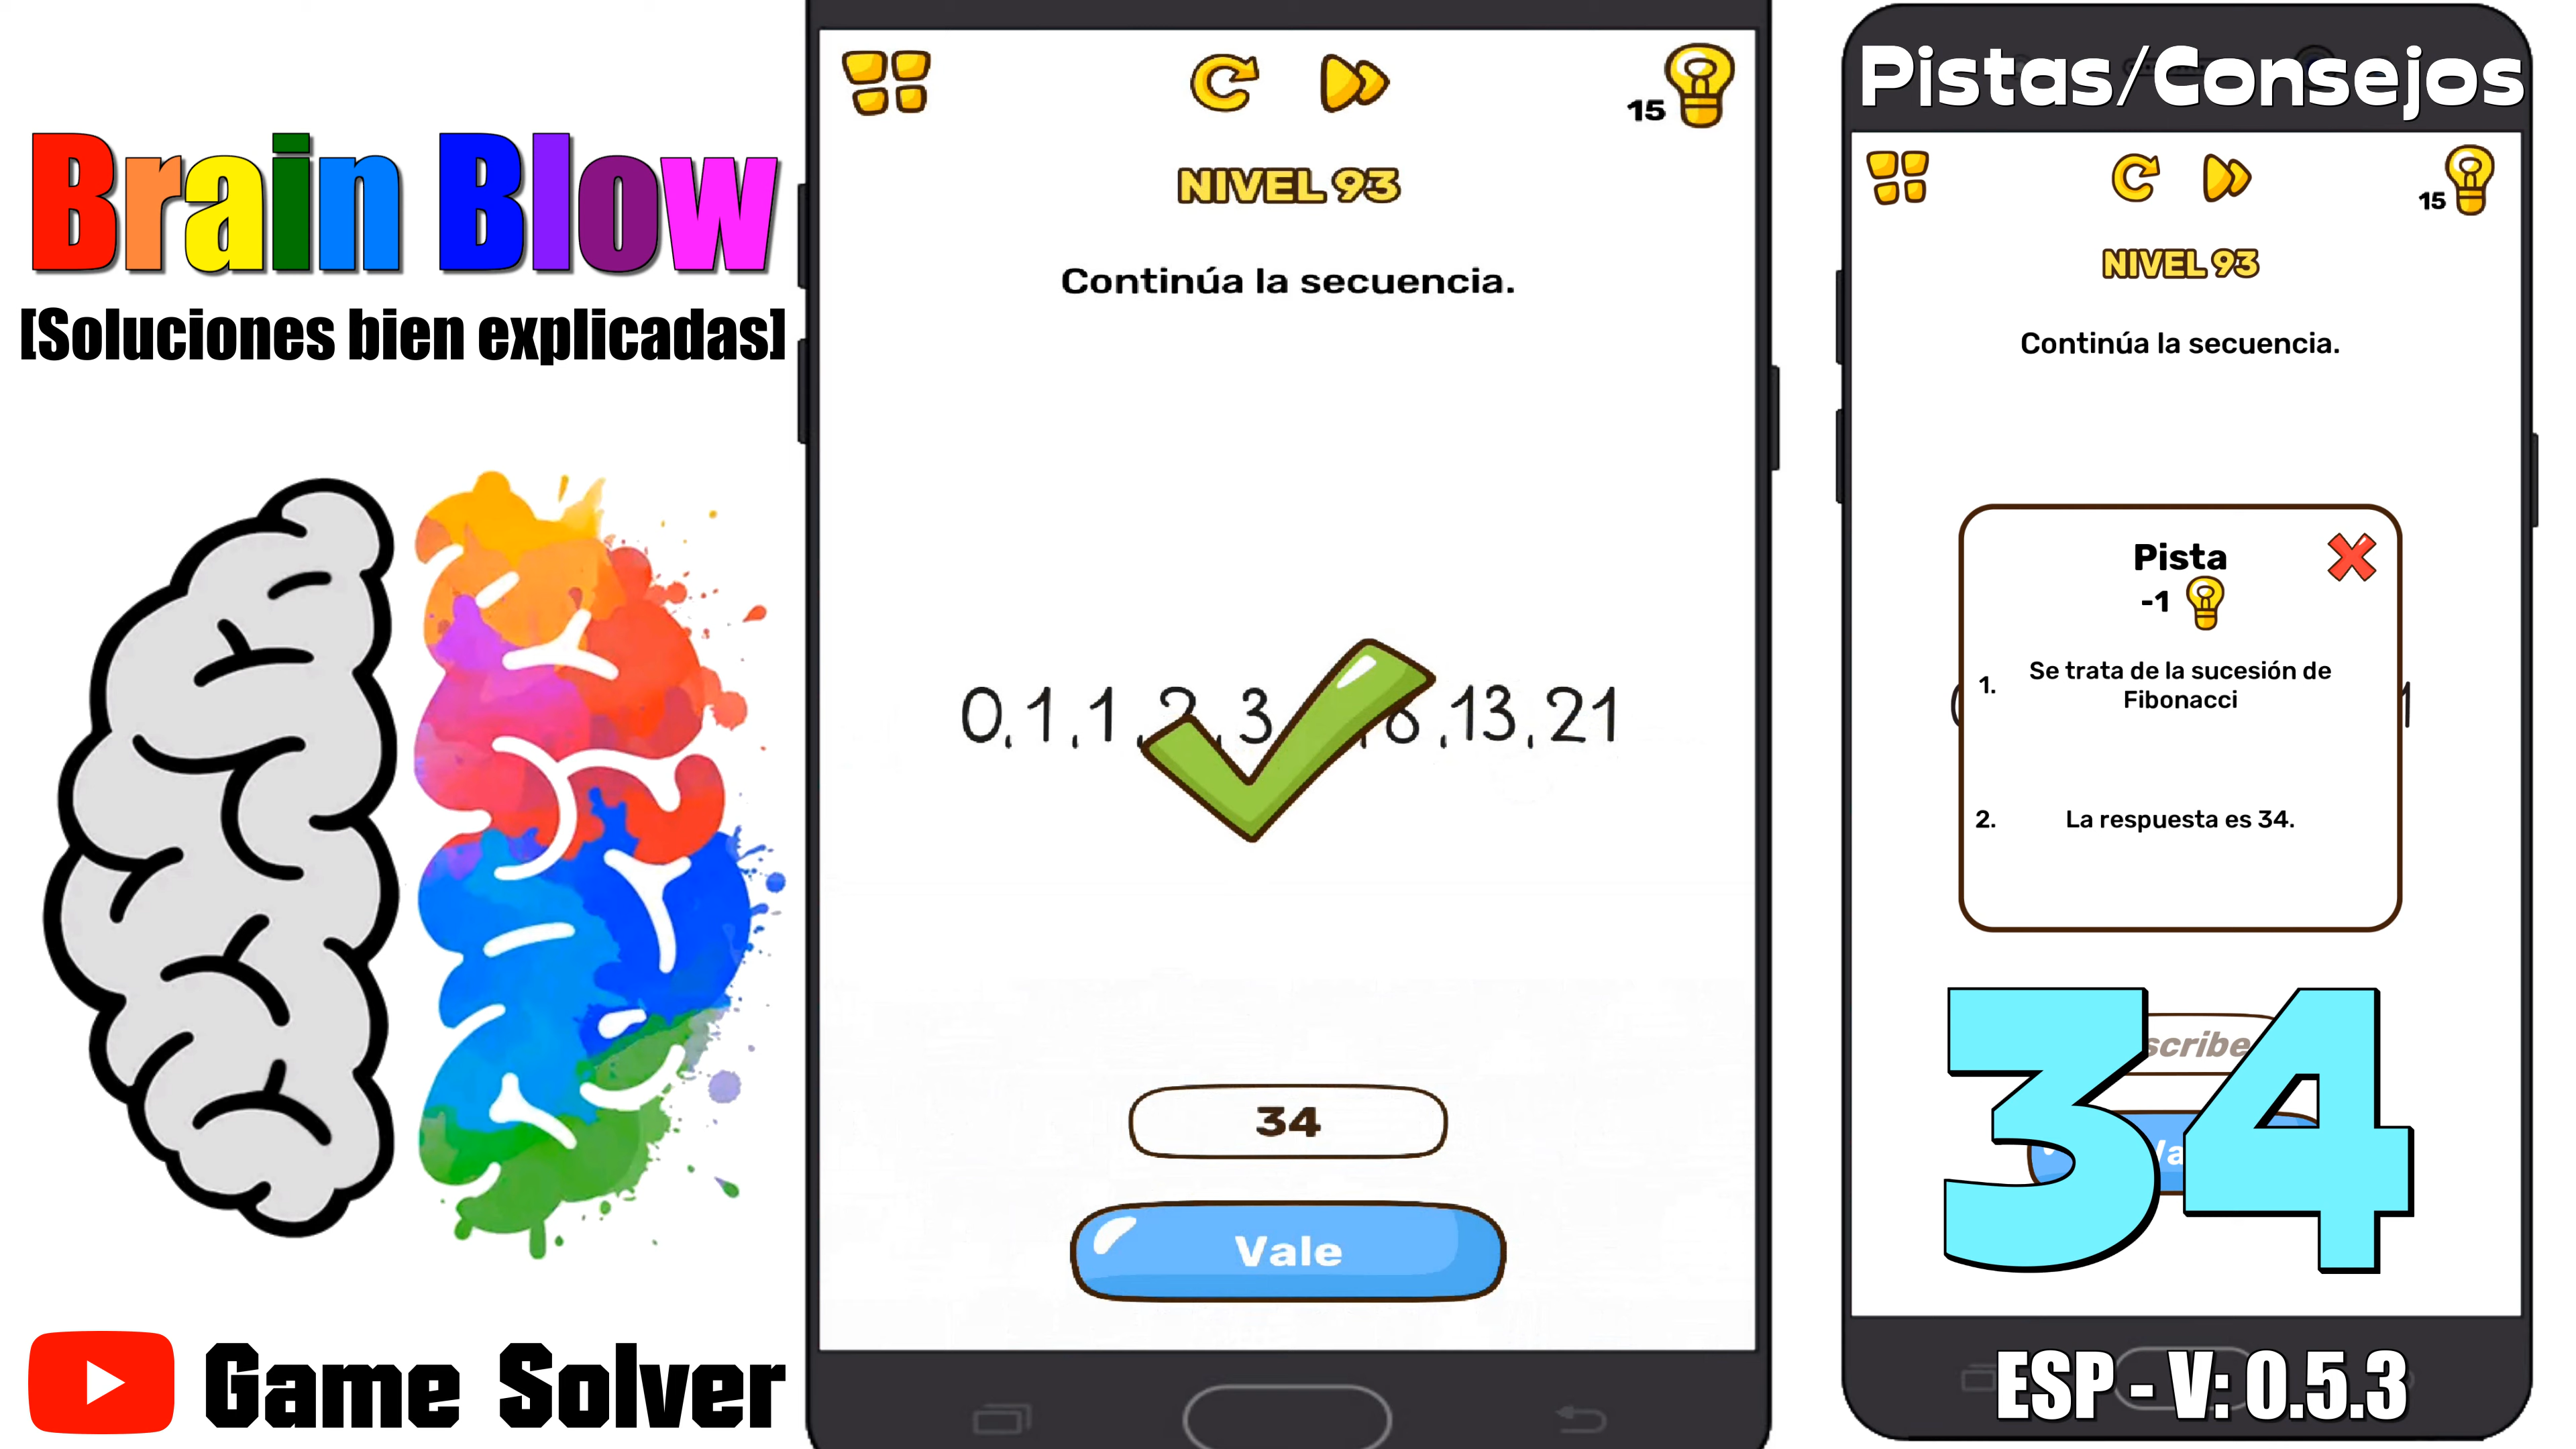 Brain Blow
[Soluciones bien explicadas]
Game Solver
15
NIVEL 93
Continúa la secuencia.
0,1,1,2,3, ,8,13,21
34
Vale
Pistas/Consejos
15
NIVEL 93
Continúa la secuencia.
Pista
-1
1. Se trata de la sucesión de
Fibonacci
2. La respuesta es 34.
34
ESP - V: 0.5.3